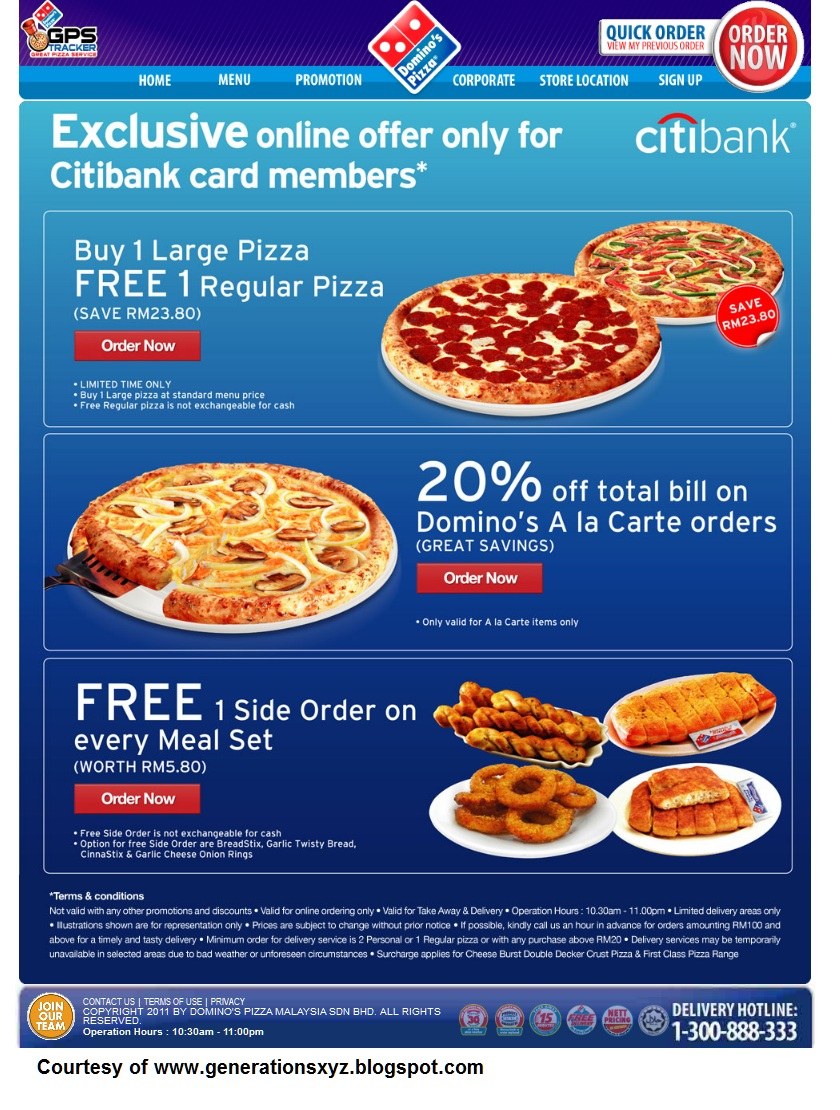 GPS
TRACKER
GREAT PIZZA SERVICE
Domino's
Pizza
QUICK ORDER
VIEW MY PREVIOUS ORDER
ORDER
NOW
HOME MENU PROMOTION CORPORATE STORE LOCATION SIGN UP
Exclusive online offer only for
Citibank card members*
citibank
Buy 1 Large Pizza
FREE 1 Regular Pizza
(SAVE RM23.80)
Order Now
SAVE
RM23.80
• LIMITED TIME ONLY
• Buy 1 Large pizza at standard menu price
• Free Regular pizza is not exchangeable for cash
20% off total bill on
Domino's A la Carte orders
(GREAT SAVINGS)
Order Now
• Only valid for A la Carte items only
FREE 1 Side Order on
every Meal Set
(WORTH RM5.80)
Order Now
• Free Side Order is not exchangeable for cash
• Option for free Side Order are BreadStix, Garlic Twisty Bread,
CinnaStix & Garlic Cheese Onion Rings
*Terms & conditions
Not valid with any other promotions and discounts • Valid for online ordering only • Valid for Take Away & Delivery • Operation Hours : 10.30am - 11.00pm • Limited delivery areas only
• Illustrations shown are for representation only • Prices are subject to change without prior notice • If possible, kindly call us an hour in advance for orders amounting RM100 and
above for a timely and tasty delivery • Minimum order for delivery service is 2 Personal or 1 Regular pizza or with any purchase above RM20 • Delivery services may be temporarily
unavailable in selected areas due to bad weather or unforeseen circumstances • Surcharge applies for Cheese Burst Double Decker Crust Pizza & First Class Pizza Range
JOIN
OUR
TEAM
CONTACT US | TERMS OF USE | PRIVACY
COPYRIGHT 2011 BY DOMINO'S PIZZA MALAYSIA SDN BHD. ALL RIGHTS
RESERVED.
Operation Hours : 10:30am - 11:00pm
30
15
FREE
NETT
PRICING
DELIVERY HOTLINE:
1-300-888-333
Courtesy of www.generationsxyz.blogspot.com